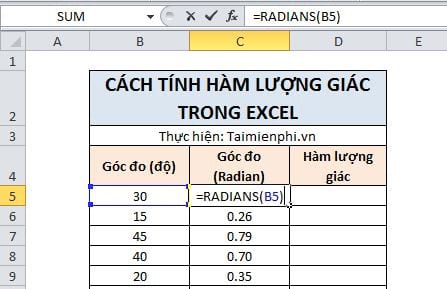 SUM =RADIANS(B5)
A B C D E
1
CÁCH TÍNH HÀM LƯỢNG GIÁC
2 TRONG EXCEL
3 Thực hiện: Taimienphi.vn
4 Góc đo (độ) Góc đo (Radian) Hàm lượng giác
5 30 =RADIANS(B5)
6 15 0.26
7 45 0.79
8 40 0.70
9 20 0.35